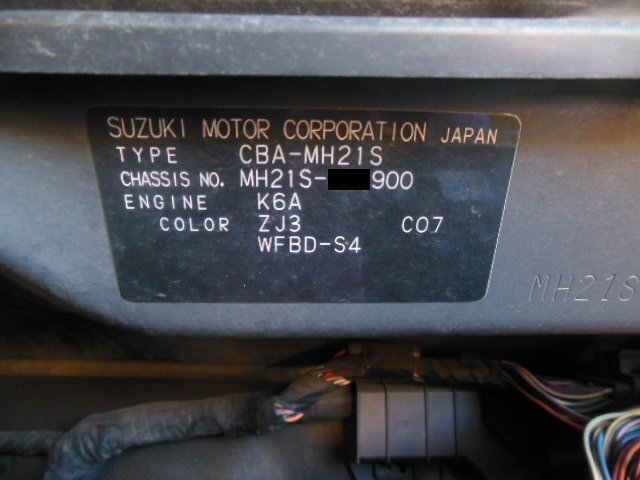 SUZUKI MOTOR CORPORATION JAPAN
TYPE CBA-MH21S
CHASSIS NO. MH21S-900
ENGINE K6A
COLOR ZJ3 C07
WFBD-S4
MH21S